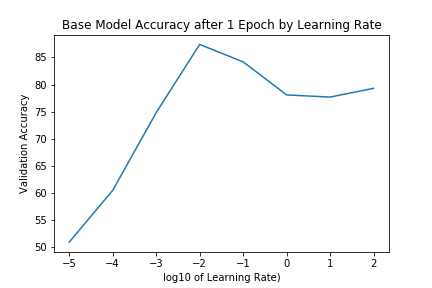 Base Model Accuracy after 1 Epoch by Learning Rate
85
80
75
70
65
60
55
50
Validation Accuracy
−5 −4 −3 −2 −1 0 1 2
log10 of Learning Rate)